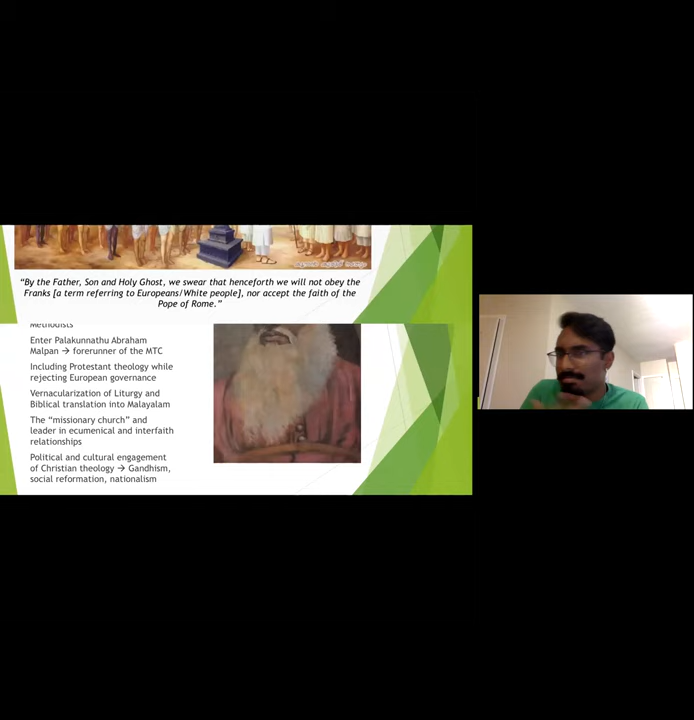 “By the Father, Son and Holy Ghost, we swear that henceforth we will not obey the
Franks [a term referring to Europeans/White people], nor accept the faith of the
Pope of Rome.”
Methodists
Enter Palakunnathu Abraham
Malpan → forerunner of the MTC
Including Protestant theology while
rejecting European governance
Vernacularization of Liturgy and
Biblical translation into Malayalam
The “missionary church” and
leader in ecumenical and interfaith
relationships
Political and cultural engagement
of Christian theology → Gandhism,
social reformation, nationalism